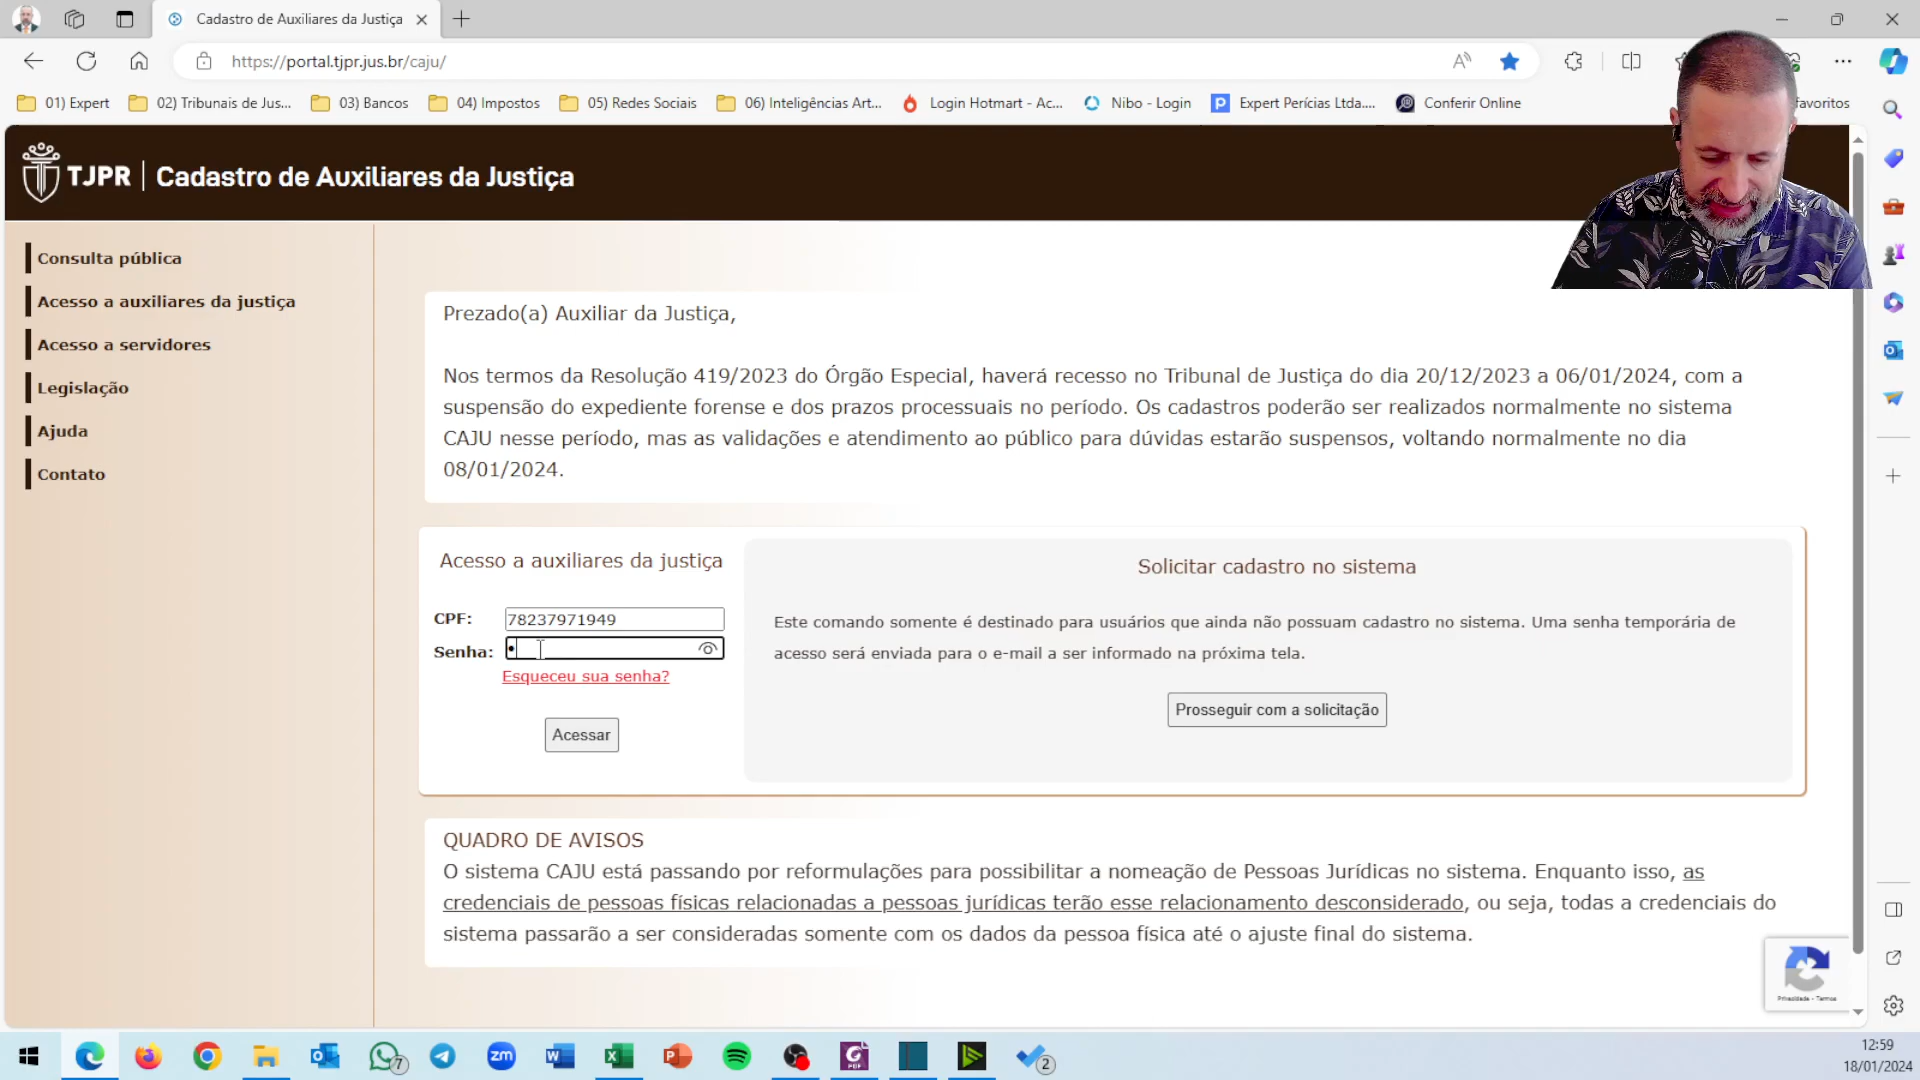 Cadastro de Auxiliares da Justiça
https://portal.tjpr.jus.br/caju/
01) Expert
02) Tribunais de Jus...
03) Bancos
04) Impostos
05) Redes Sociais
06) Inteligências Art...
Login Hotmart - Ac...
Nibo - Login
Expert Perícias Ltda....
Conferir Online
favoritos
TJPR | Cadastro de Auxiliares da Justiça
Consulta pública
Acesso a auxiliares da justiça
Acesso a servidores
Legislação
Ajuda
Contato
Prezado(a) Auxiliar da Justiça,
Nos termos da Resolução 419/2023 do Órgão Especial, haverá recesso no Tribunal de Justiça do dia 20/12/2023 a 06/01/2024, com a
suspensão do expediente forense e dos prazos processuais no período. Os cadastros poderão ser realizados normalmente no sistema
CAJU nesse período, mas as validações e atendimento ao público para dúvidas estarão suspensos, voltando normalmente no dia
08/01/2024.
Acesso a auxiliares da justiça
CPF: 78237971949
Senha: •
Esqueceu sua senha?
Acessar
Solicitar cadastro no sistema
Este comando somente é destinado para usuários que ainda não possuam cadastro no sistema. Uma senha temporária de
acesso será enviada para o e-mail a ser informado na próxima tela.
Prosseguir com a solicitação
QUADRO DE AVISOS
O sistema CAJU está passando por reformulações para possibilitar a nomeação de Pessoas Jurídicas no sistema. Enquanto isso, as
credenciais de pessoas físicas relacionadas a pessoas jurídicas terão esse relacionamento desconsiderado, ou seja, todas a credenciais do
sistema passarão a ser consideradas somente com os dados da pessoa física até o ajuste final do sistema.
Privacidade - Termos
7
zm
2
12:59
18/01/2024